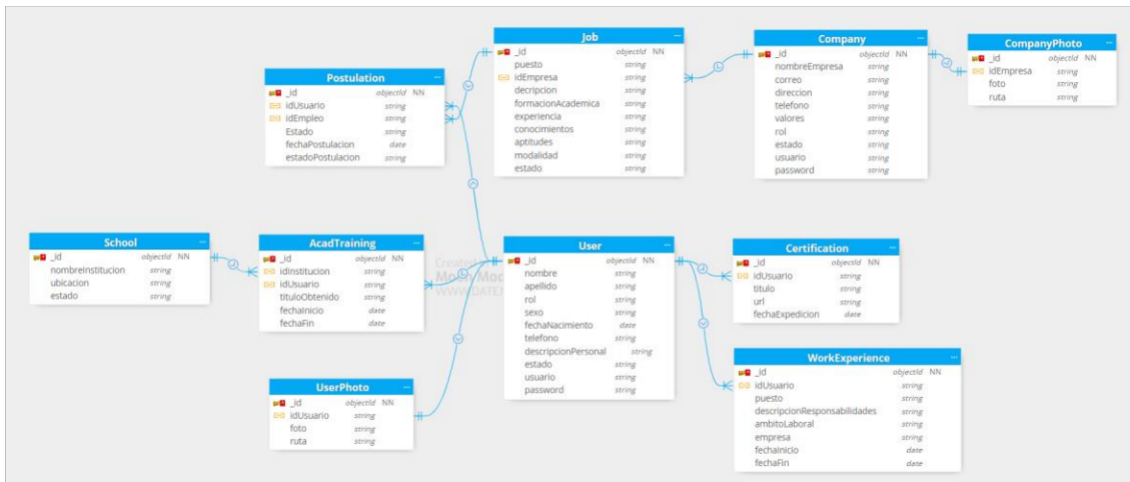 Job
_id objectId NN
puesto string
idEmpresa string
decripcion string
formacionAcademica string
experiencia string
conocimientos string
aptitudes string
modalidad string
estado string
Company
_id objectId NN
nombreEmpresa string
correo string
direccion string
telefono string
valores string
rol string
estado string
usuario string
password string
CompanyPhoto
_id objectId NN
idEmpresa string
foto string
ruta string
Postulation
_id objectId NN
idUsuario string
idEmpleo string
Estado string
fechaPostulacion date
estadoPostulacion string
School
_id objectId NN
nombreInstitucion string
ubicacion string
estado string
AcadTraining
_id objectId NN
idInstitucion string
idUsuario string
tituloObtenido string
fechaInicio date
fechaFin date
Created
Moon Mod
WWW.DATE
User
_id objectId NN
nombre string
apellido string
rol string
sexo string
fechaNacimiento date
telefono string
descripcionPersonal string
estado string
usuario string
password string
Certification
_id objectId NN
idUsuario string
titulo string
url string
fechaExpedicion date
UserPhoto
_id objectId NN
idUsuario string
foto string
ruta string
WorkExperience
_id objectId NN
idUsuario string
puesto string
descripcionResponsabilidades string
ambitoLaboral string
empresa string
fechaInicio date
fechaFin date